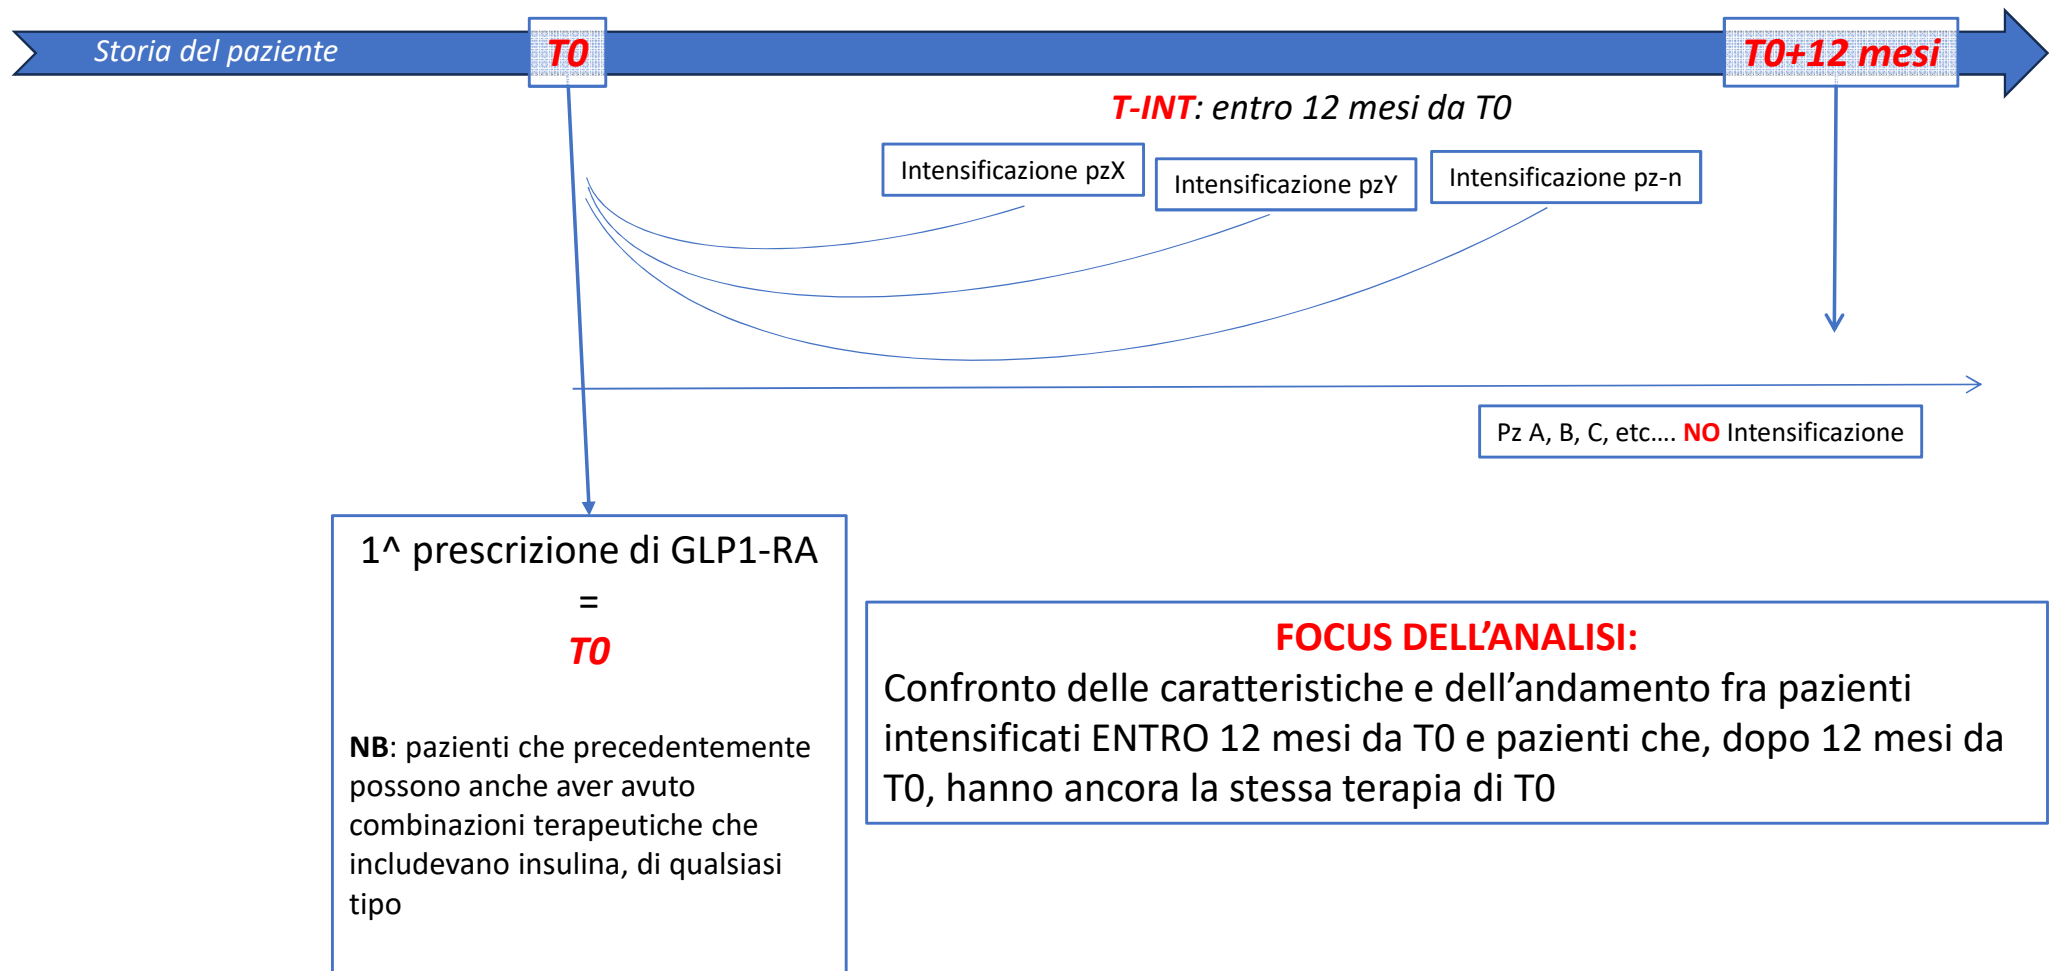 Storia del paziente
T0
T0+12 mesi
T-INT: entro 12 mesi da T0
Intensificazione pzX
Intensificazione pzY
Intensificazione pz-n
Pz A, B, C, etc.... NO Intensificazione
1^ prescrizione di GLP1-RA
=
T0
NB: pazienti che precedentemente
possono anche aver avuto
combinazioni terapeutiche che
includevano insulina, di qualsiasi
tipo
FOCUS DELL’ANALISI:
Confronto delle caratteristiche e dell’andamento fra pazienti
intensificati ENTRO 12 mesi da T0 e pazienti che, dopo 12 mesi da
T0, hanno ancora la stessa terapia di T0